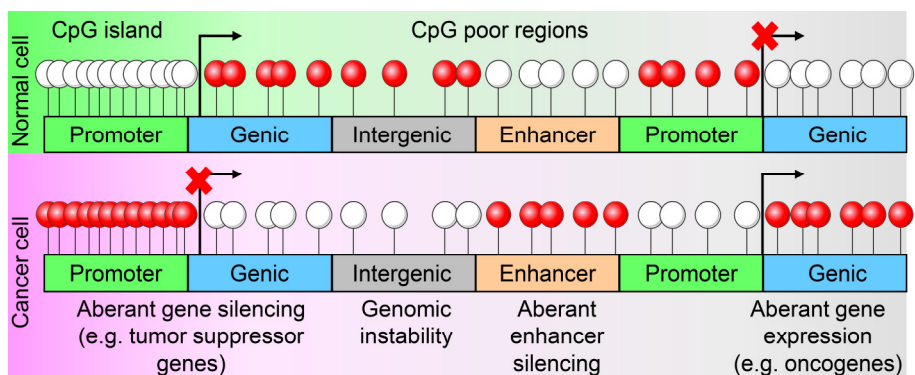 CpG island
CpG poor regions
Normal cell
Promoter
Genic
Intergenic
Enhancer
Promoter
Genic
Cancer cell
Promoter
Genic
Intergenic
Enhancer
Promoter
Genic
Aberant gene silencing
(e.g. tumor suppressor
genes)
Genomic
instability
Aberant
enhancer
silencing
Aberant gene
expression
(e.g. oncogenes)